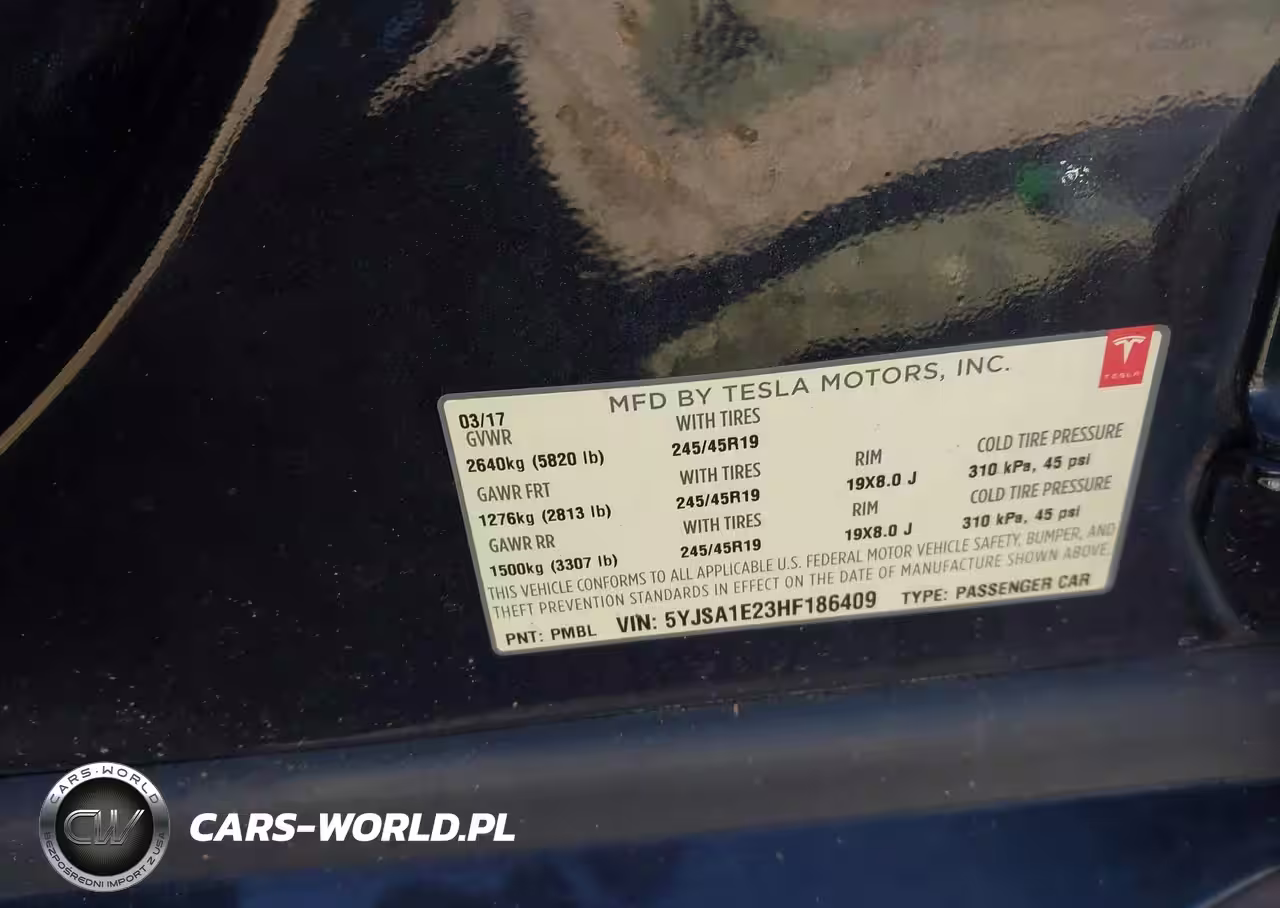 MFD BY TESLA MOTORS, INC.
TESLA
03/17
GVWR WITH TIRES
2640kg (5820 lb) 245/45R19
GAWR FRT WITH TIRES RIM COLD TIRE PRESSURE
1276kg (2813 lb) 245/45R19 19X8.0 J 310 kPa, 45 psi
GAWR RR WITH TIRES RIM COLD TIRE PRESSURE
1500kg (3307 lb) 245/45R19 19X8.0 J 310 kPa, 45 psi
THIS VEHICLE CONFORMS TO ALL APPLICABLE U.S. FEDERAL MOTOR VEHICLE SAFETY, BUMPER, AND
THEFT PREVENTION STANDARDS IN EFFECT ON THE DATE OF MANUFACTURE SHOWN ABOVE.
PNT: PMBL VIN: 5YJSA1E23HF186409 TYPE: PASSENGER CAR
CARS-WORLD
CW
BEZPOŚREDNI IMPORT Z USA
CARS-WORLD.PL